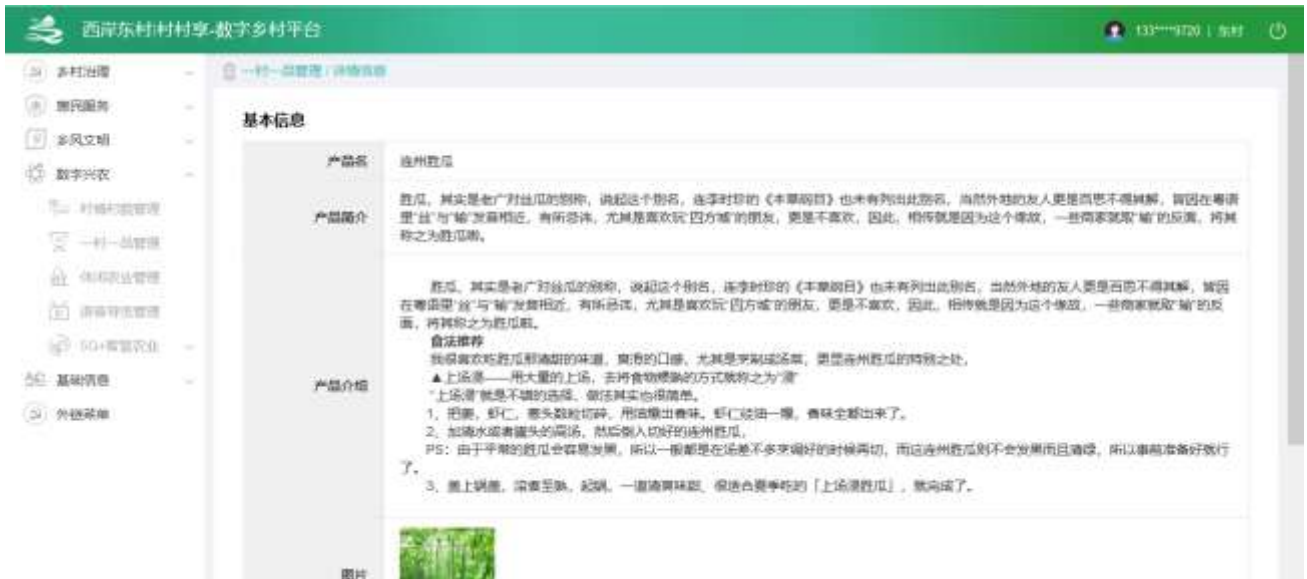 西岸东村!村村享-数字乡村平台
133****9720 | 东村
乡村治理
惠民服务
乡风文明
数字兴农
一村一品管理
休闲农业管理
5G+智慧农业
基础信息
外链菜单
一村一品管理 / 详情信息
基本信息
产品名
连州胜瓜
产品简介
胜瓜，其实是老广对丝瓜的别称，说起这个别名，连李时珍的《本草纲目》也未有列出此别名，当然外地的友人更是百思不得其解，皆因在粤语
里“丝”与“输”发音相近，有所忌讳，尤其是喜欢玩“四方城”的朋友，更是不喜欢，因此，相传就是因为这个缘故，一些商家就取“输”的反面，将其
称之为胜瓜啦。
产品介绍
胜瓜，其实是老广对丝瓜的别称，说起这个别名，连李时珍的《本草纲目》也未有列出此别名，当然外地的友人更是百思不得其解，皆因
在粤语里“丝”与“输”发音相近，有所忌讳，尤其是喜欢玩“四方城”的朋友，更是不喜欢，因此，相传就是因为这个缘故，一些商家就取“输”的反
面，将其称之为胜瓜啦。
食法推荐
我很喜欢吃胜瓜那清甜的味道，爽滑的口感，尤其是烹制成汤菜，更显连州胜瓜的特别之处。
▲上汤浸——用大量的上汤，去将食物煨熟的方式就称之为“浸”
“上汤浸”就是不错的选择，做法其实也很简单。
1、把姜，虾仁，葱头数粒切碎，用油爆出香味。虾仁经油一爆，香味全都出来了。
2、加清水或者罐头的高汤，然后倒入切好的连州胜瓜，
PS：由于平常的胜瓜会容易发黑，所以一般都是在汤差不多烹调好的时候再切，而这连州胜瓜则不会发黑而且清绿，所以事前准备好就行
了。
3、盖上锅盖，滚煮至熟，起锅，一道清爽味甜，很适合夏季吃的「上汤浸胜瓜」，就完成了。
图片